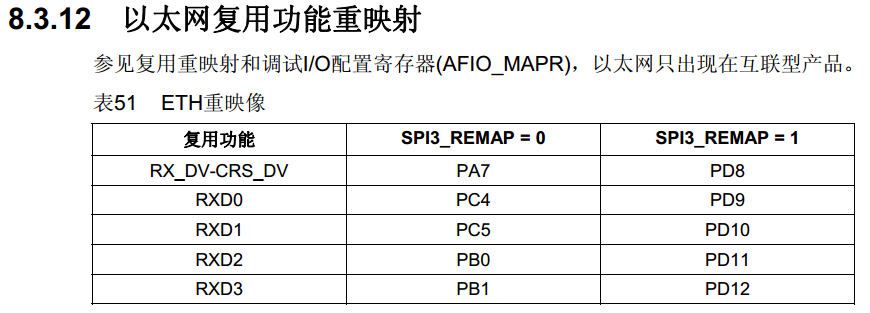 8.3.12 以太网复用功能重映射
参见复用重映射和调试I/O配置寄存器(AFIO_MAPR)，以太网只出现在互联型产品。
表51 ETH重映像
复用功能 SPI3_REMAP = 0 SPI3_REMAP = 1
RX_DV-CRS_DV PA7 PD8
RXD0 PC4 PD9
RXD1 PC5 PD10
RXD2 PB0 PD11
RXD3 PB1 PD12